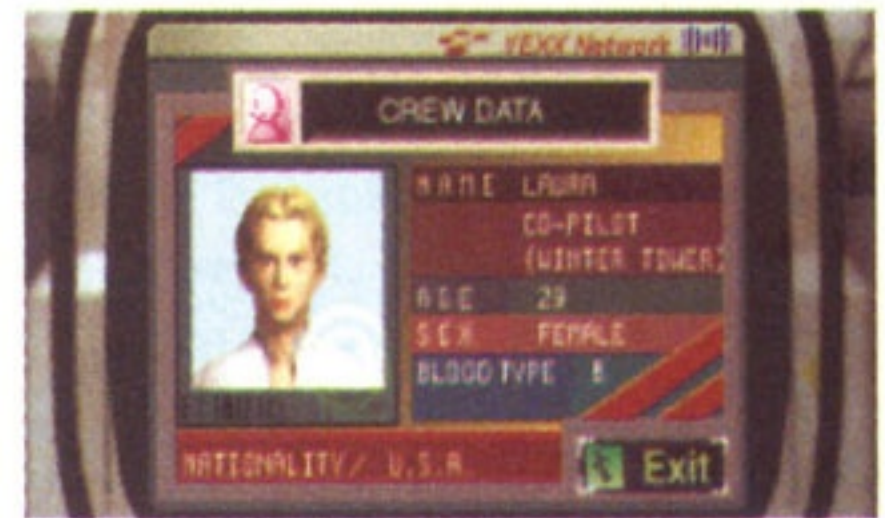 VEXX Network
CREW DATA
NAME LAURA
CO-PILOT
(WINTER TOWER)
AGE 29
SEX FEMALE
BLOOD TYPE B
NATIONALITY/ U.S.A
Exit